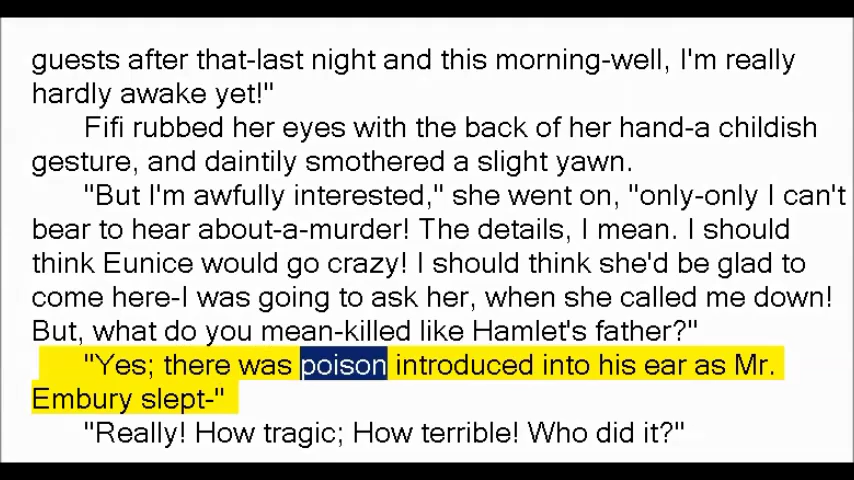 guests after that-last night and this morning-well, I'm really
hardly awake yet!"
Fifi rubbed her eyes with the back of her hand-a childish
gesture, and daintily smothered a slight yawn.
"But I'm awfully interested," she went on, "only-only I can't
bear to hear about-a-murder! The details, I mean. I should
think Eunice would go crazy! I should think she'd be glad to
come here-I was going to ask her, when she called me down!
But, what do you mean-killed like Hamlet's father?"
"Yes; there was poison introduced into his ear as Mr.
Embury slept-"
"Really! How tragic; How terrible! Who did it?"